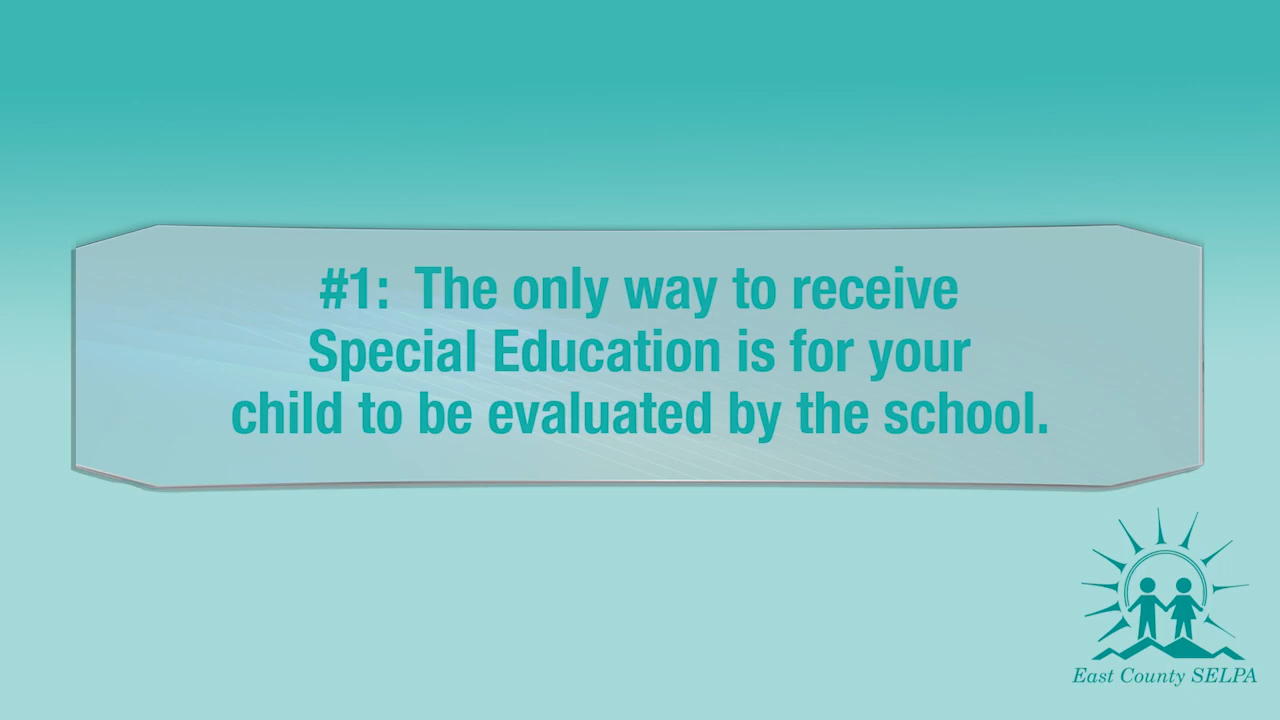 #1:  The only way to receive
Special Education is for your
child to be evaluated by the school.
East County SELPA